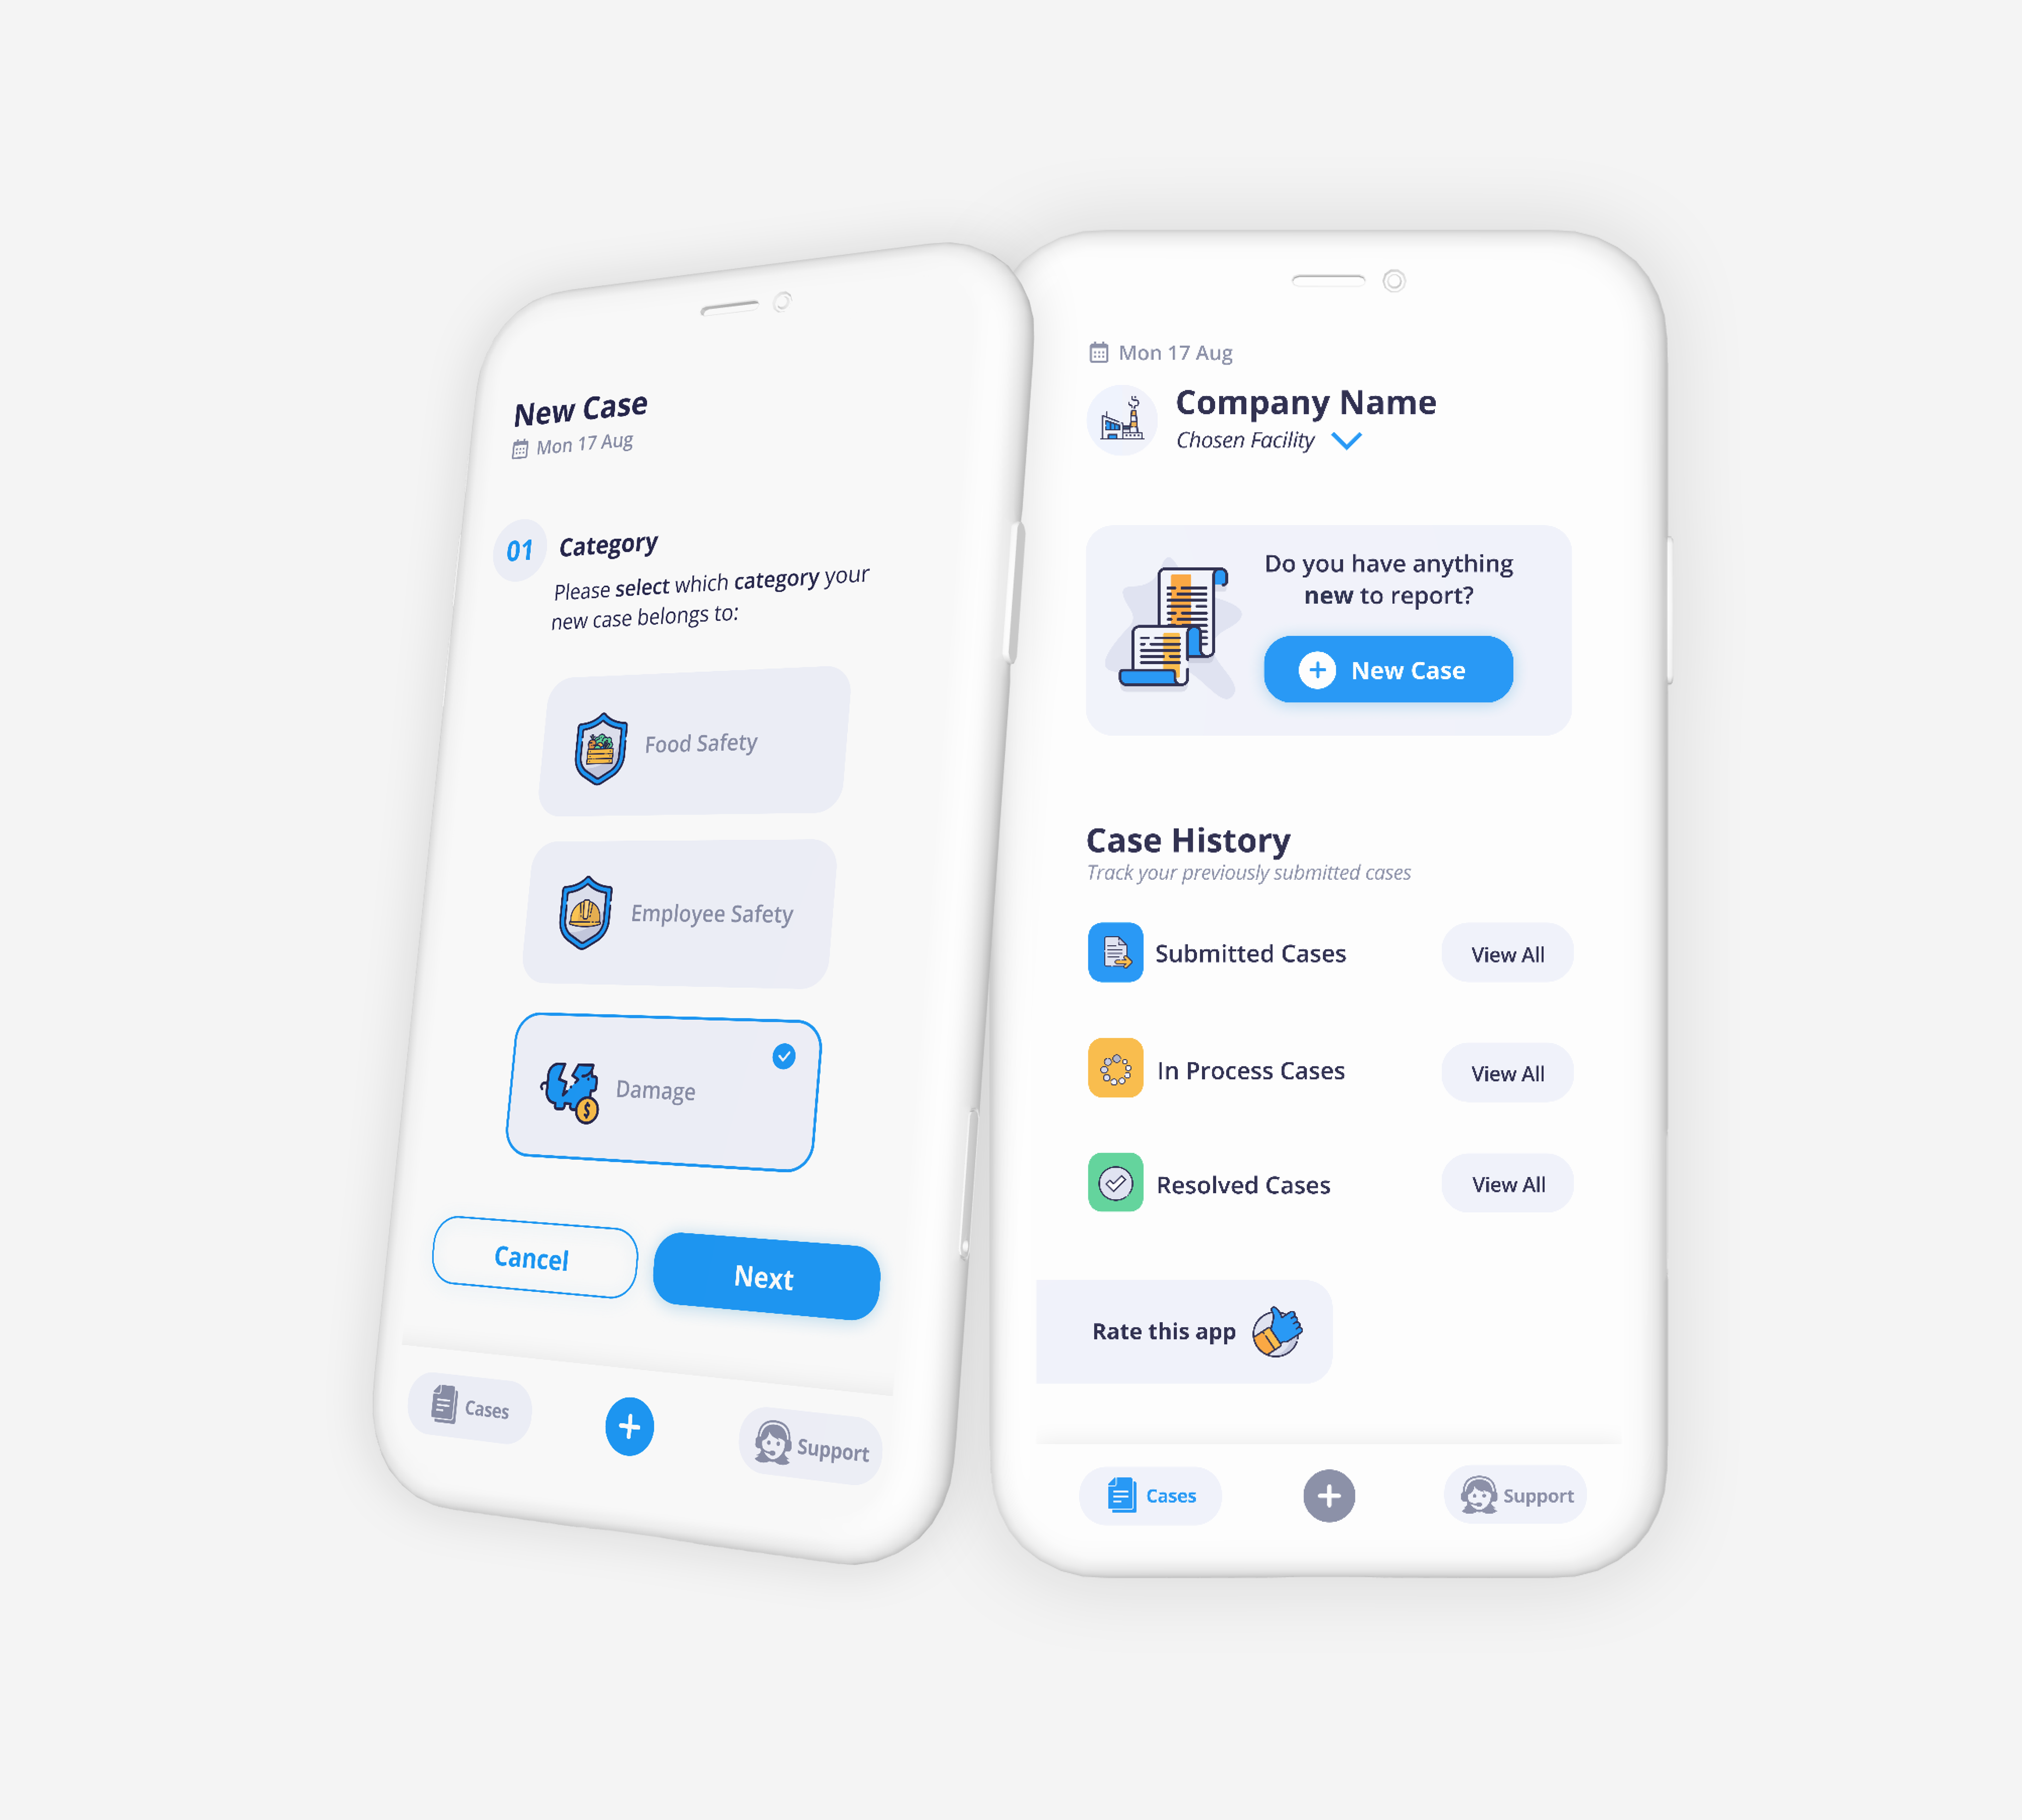 New Case
Mon 17 Aug
01
Category
Please select which category your
new case belongs to:
Food Safety
Employee Safety
Damage
$
Cancel
Next
Cases
Support
Mon 17 Aug
Company Name
Chosen Facility
Do you have anything
new to report?
New Case
Case History
Track your previously submitted cases
Submitted Cases
View All
In Process Cases
View All
Resolved Cases
View All
Rate this app
Cases
Support